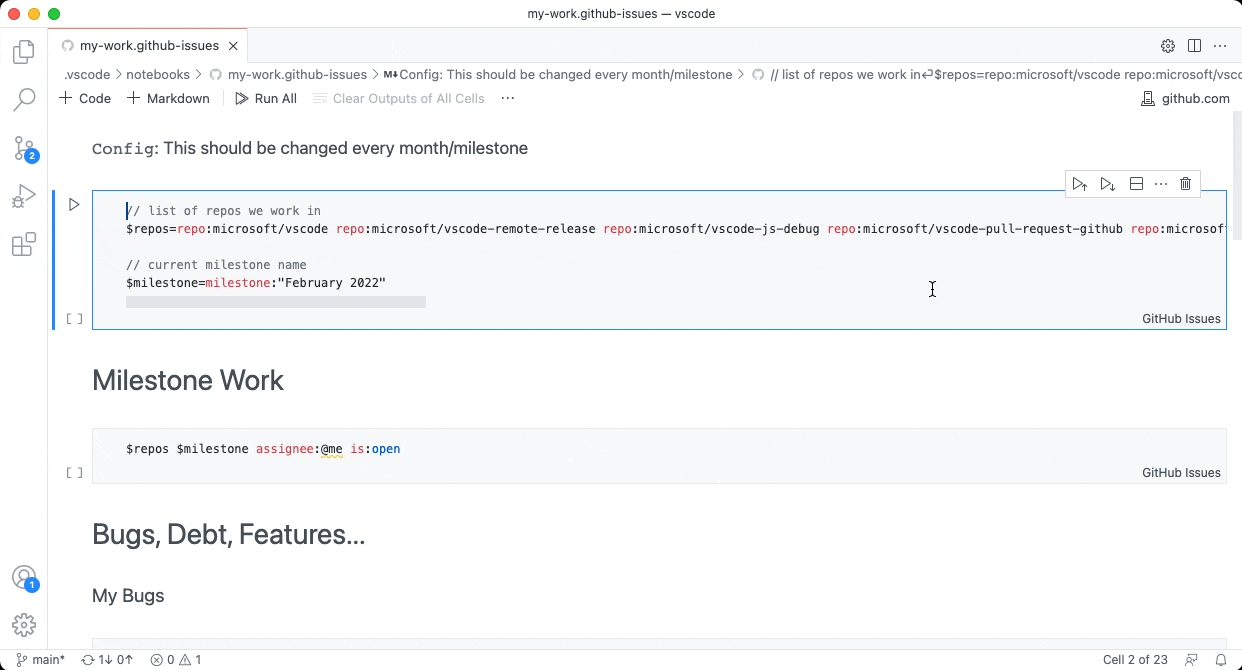 my-work.github-issues — vscode
my-work.github-issues
.vscode > notebooks > my-work.github-issues > M↓Config: This should be changed every month/milestone > // list of repos we work in⏎$repos=repo:microsoft/vscode repo:microsoft/vsc
Code Markdown Run All Clear Outputs of All Cells ··· github.com
Config: This should be changed every month/milestone
// list of repos we work in
$repos=repo:microsoft/vscode repo:microsoft/vscode-remote-release repo:microsoft/vscode-js-debug repo:microsoft/vscode-pull-request-github repo:microsof
// current milestone name
$milestone=milestone:"February 2022"
[ ]
GitHub Issues
Milestone Work
$repos $milestone assignee:@me is:open
[ ]
GitHub Issues
Bugs, Debt, Features...
My Bugs
2
1
main* 1↓ 0↑ 0 1 Cell 2 of 23